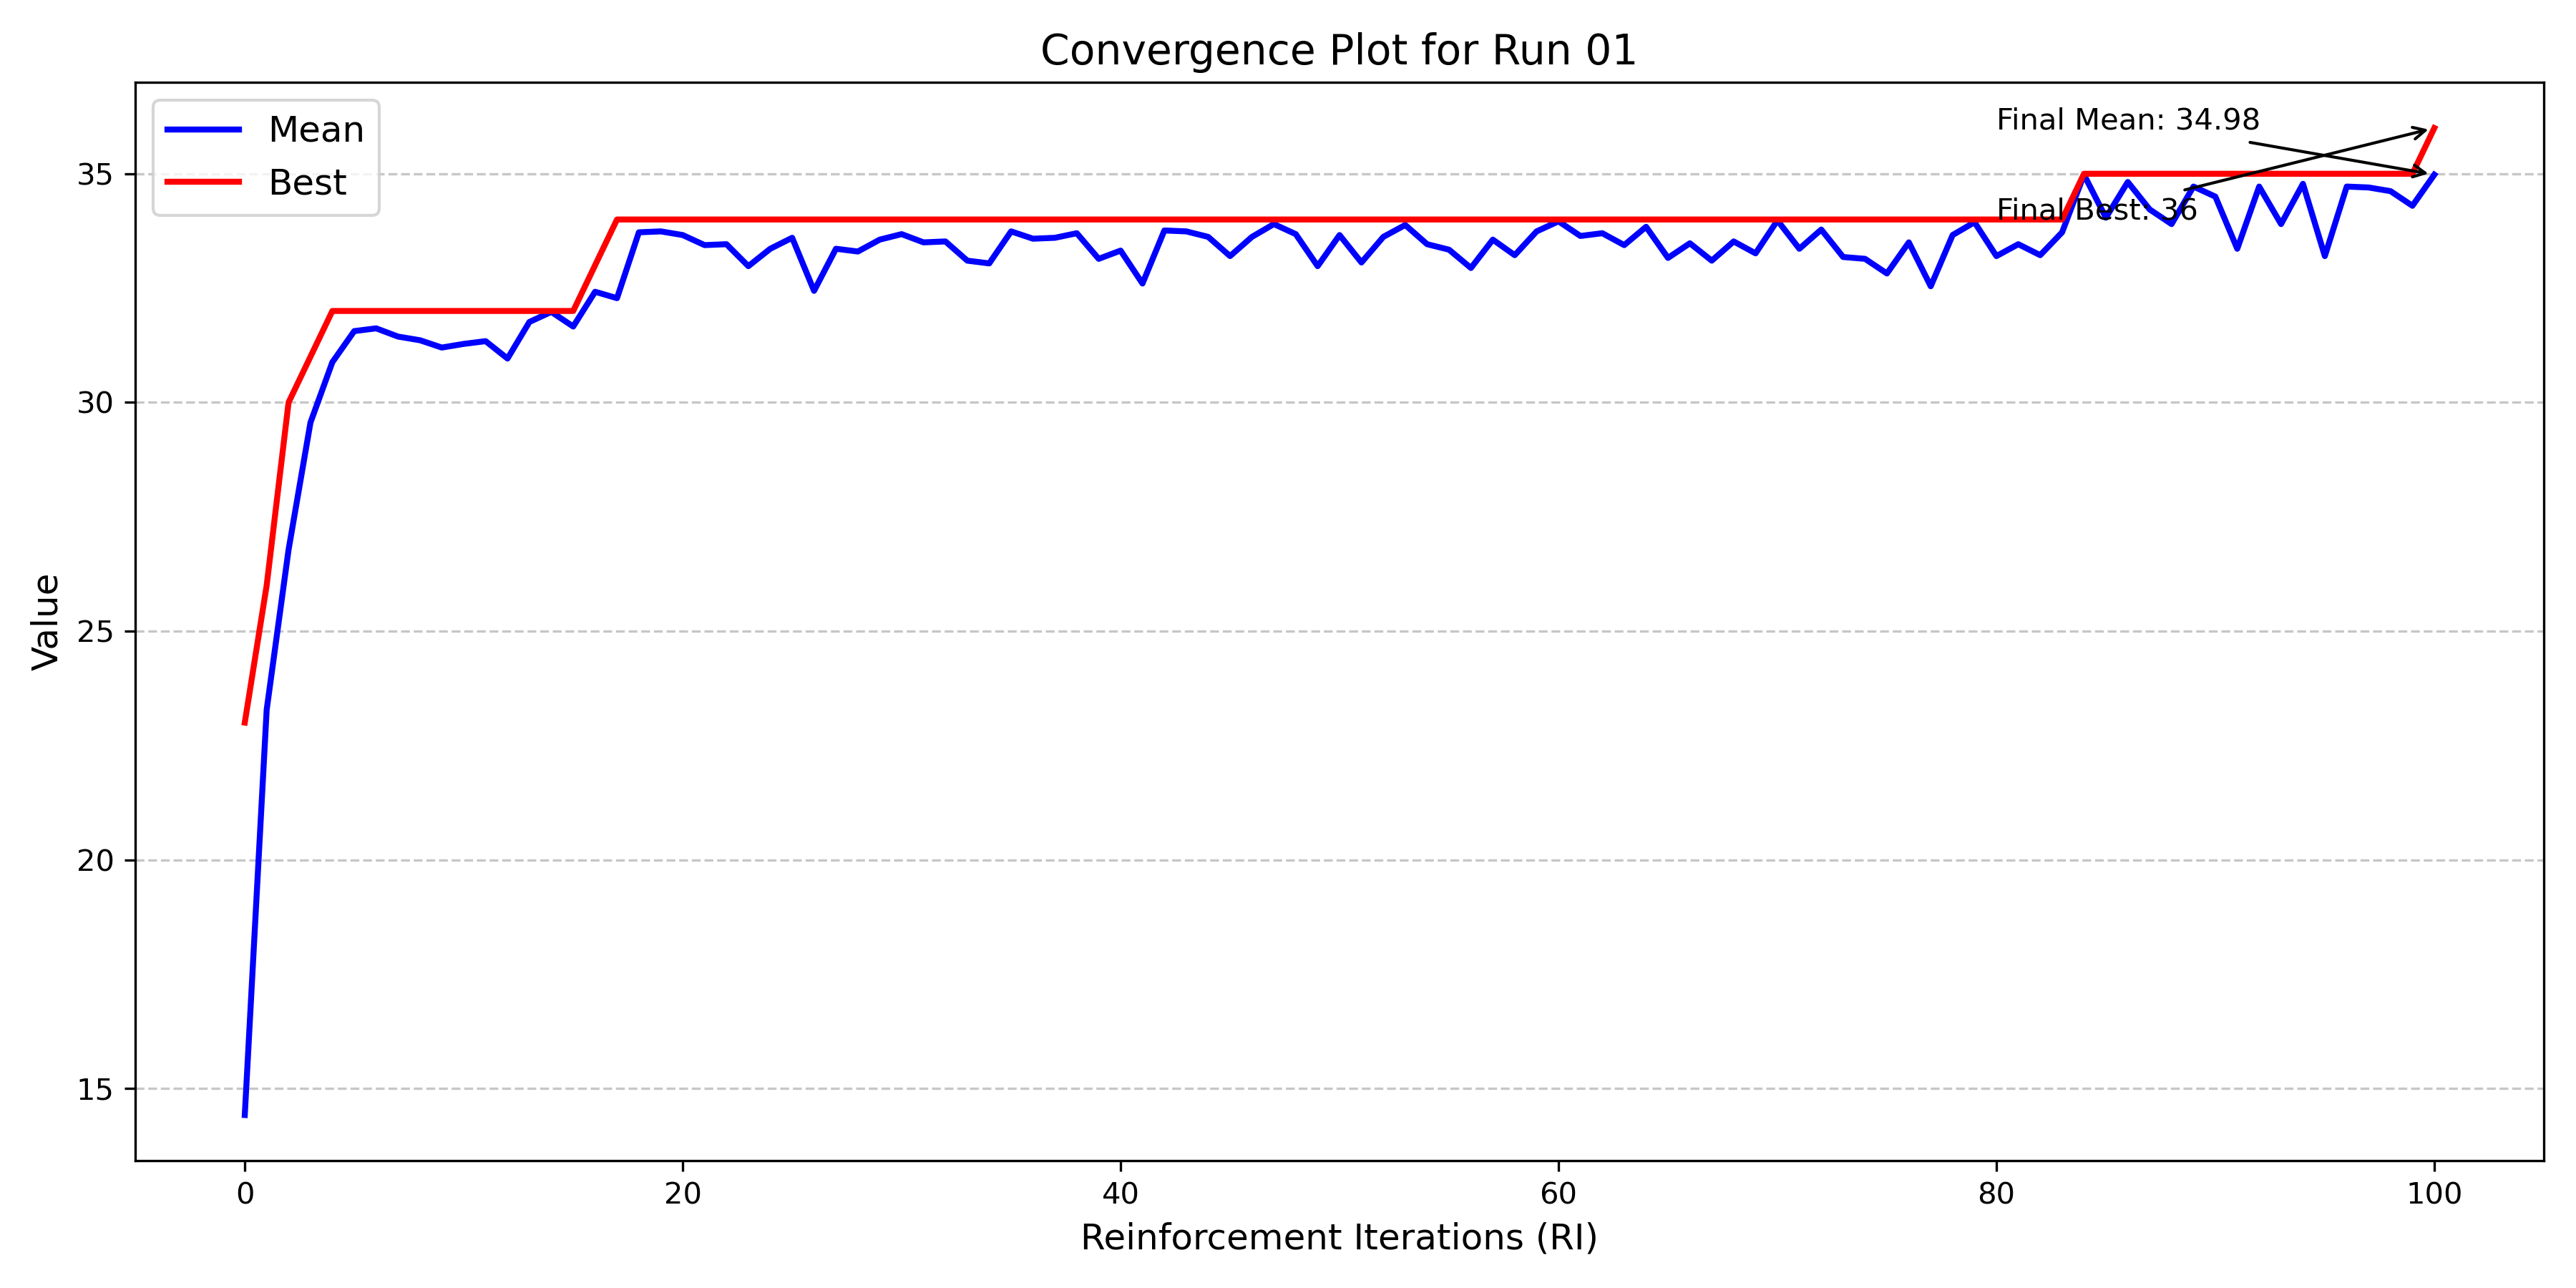 Convergence Plot for Run 01
Mean
Best
Final Mean: 34.98
Final Best: 36
35
30
25
20
15
Value
0
20
40
60
80
100
Reinforcement Iterations (RI)